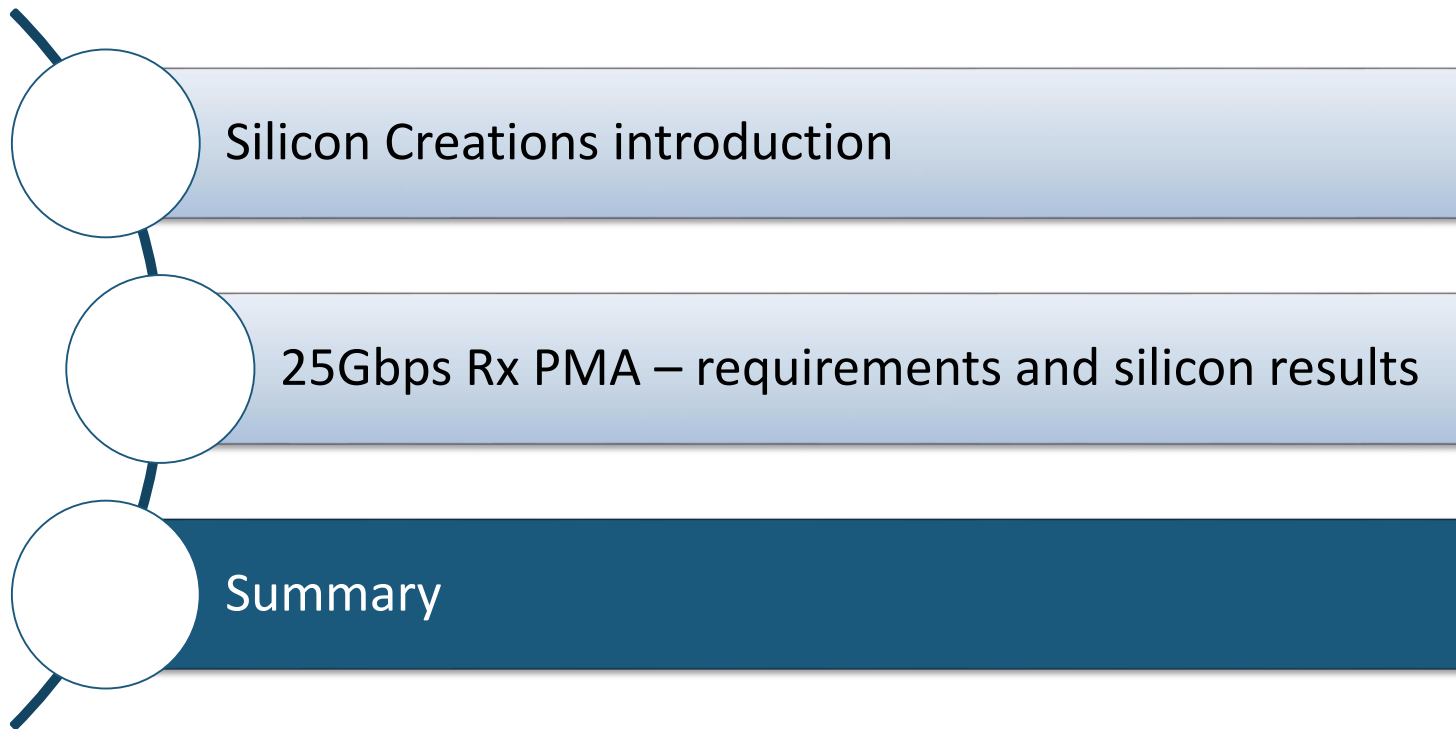 Silicon Creations introduction
25Gbps Rx PMA – requirements and silicon results
Summary